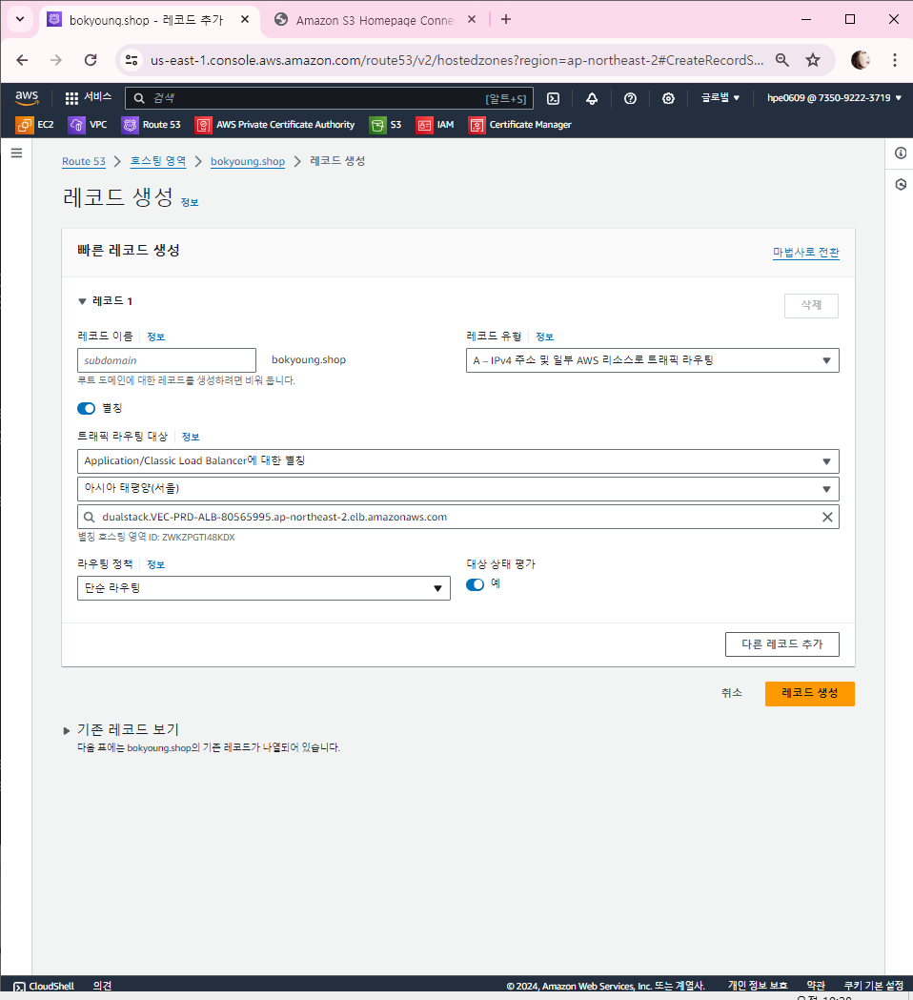 bokyoung.shop - 레코드 추가
Amazon S3 Homepage Conne
us-east-1.console.aws.amazon.com/route53/v2/hostedzones?region=ap-northeast-2#CreateRecordS...
aws
서비스
검색
[알트+S]
글로벌
hpe0609 @ 7350-9222-3719
EC2
VPC
Route 53
AWS Private Certificate Authority
S3
IAM
Certificate Manager
Route 53
호스팅 영역
bokyoung.shop
레코드 생성
레코드 생성 정보
빠른 레코드 생성
마법사로 전환
레코드 1
삭제
레코드 이름 정보
subdomain
bokyoung.shop
루트 도메인에 대한 레코드를 생성하려면 비워 둡니다.
레코드 유형 정보
A – IPv4 주소 및 일부 AWS 리소스로 트래픽 라우팅
별칭
트래픽 라우팅 대상 정보
Application/Classic Load Balancer에 대한 별칭
아시아 태평양(서울)
dualstack.VEC-PRD-ALB-80565995.ap-northeast-2.elb.amazonaws.com
별칭 호스팅 영역 ID: ZWKZPGTI48KDX
라우팅 정책 정보
단순 라우팅
대상 상태 평가
예
다른 레코드 추가
취소
레코드 생성
기존 레코드 보기
다음 표에는 bokyoung.shop의 기존 레코드가 나열되어 있습니다.
CloudShell
의견
© 2024, Amazon Web Services, Inc. 또는 계열사.
개인 정보 보호
약관
쿠키 기본 설정